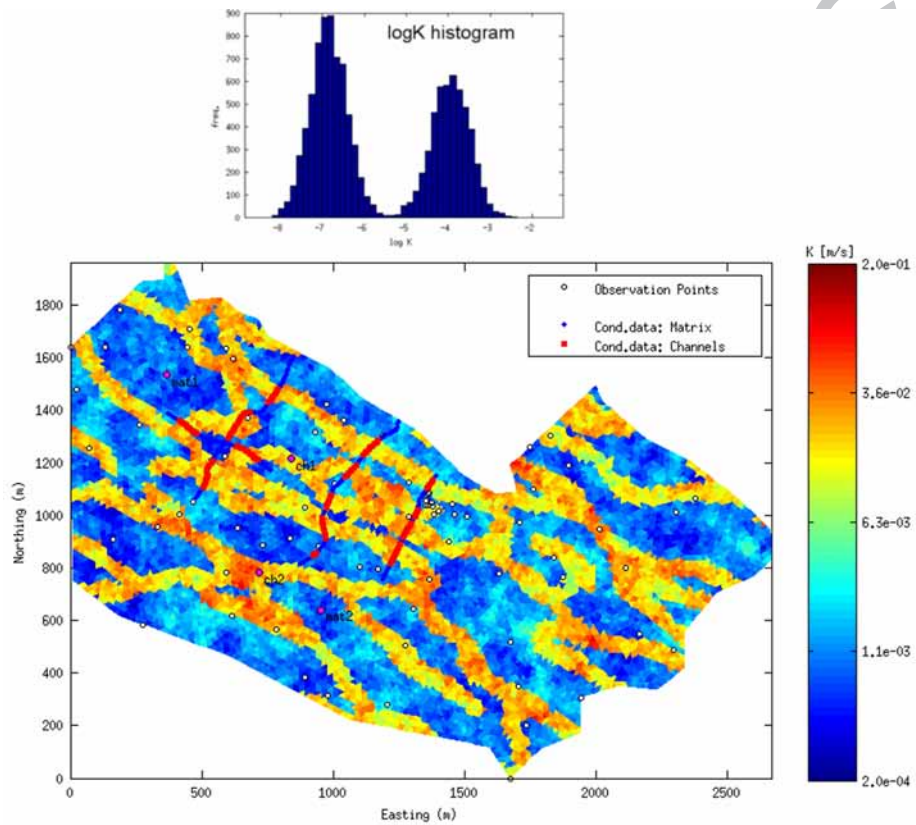 logK histogram
900
800
700
600
500
400
300
200
100
0
freq.
-8 -7 -6 -5 -4 -3 -2
log K
K [m/s]
2.0e-01
3.6e-02
6.3e-03
1.1e-03
2.0e-04
Observation Points
Cond.data: Matrix
Cond.data: Channels
1800
1600
1400
1200
1000
800
600
400
200
0
Northing (m)
mat1
ch1
ch2
mat2
0 500 1000 1500 2000 2500
Easting (m)